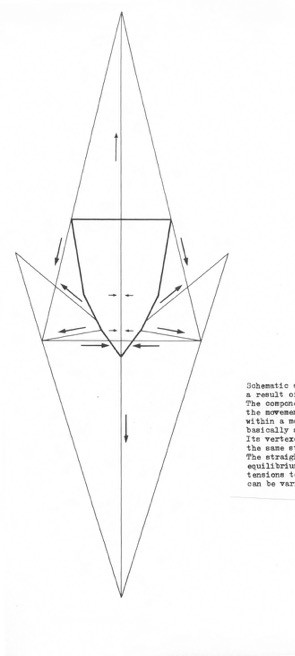 Schematic
a result o
The compon
the movemen
within a m
basically
Its vertex
the same s
The straig
equilibriu
tensions t
can be var